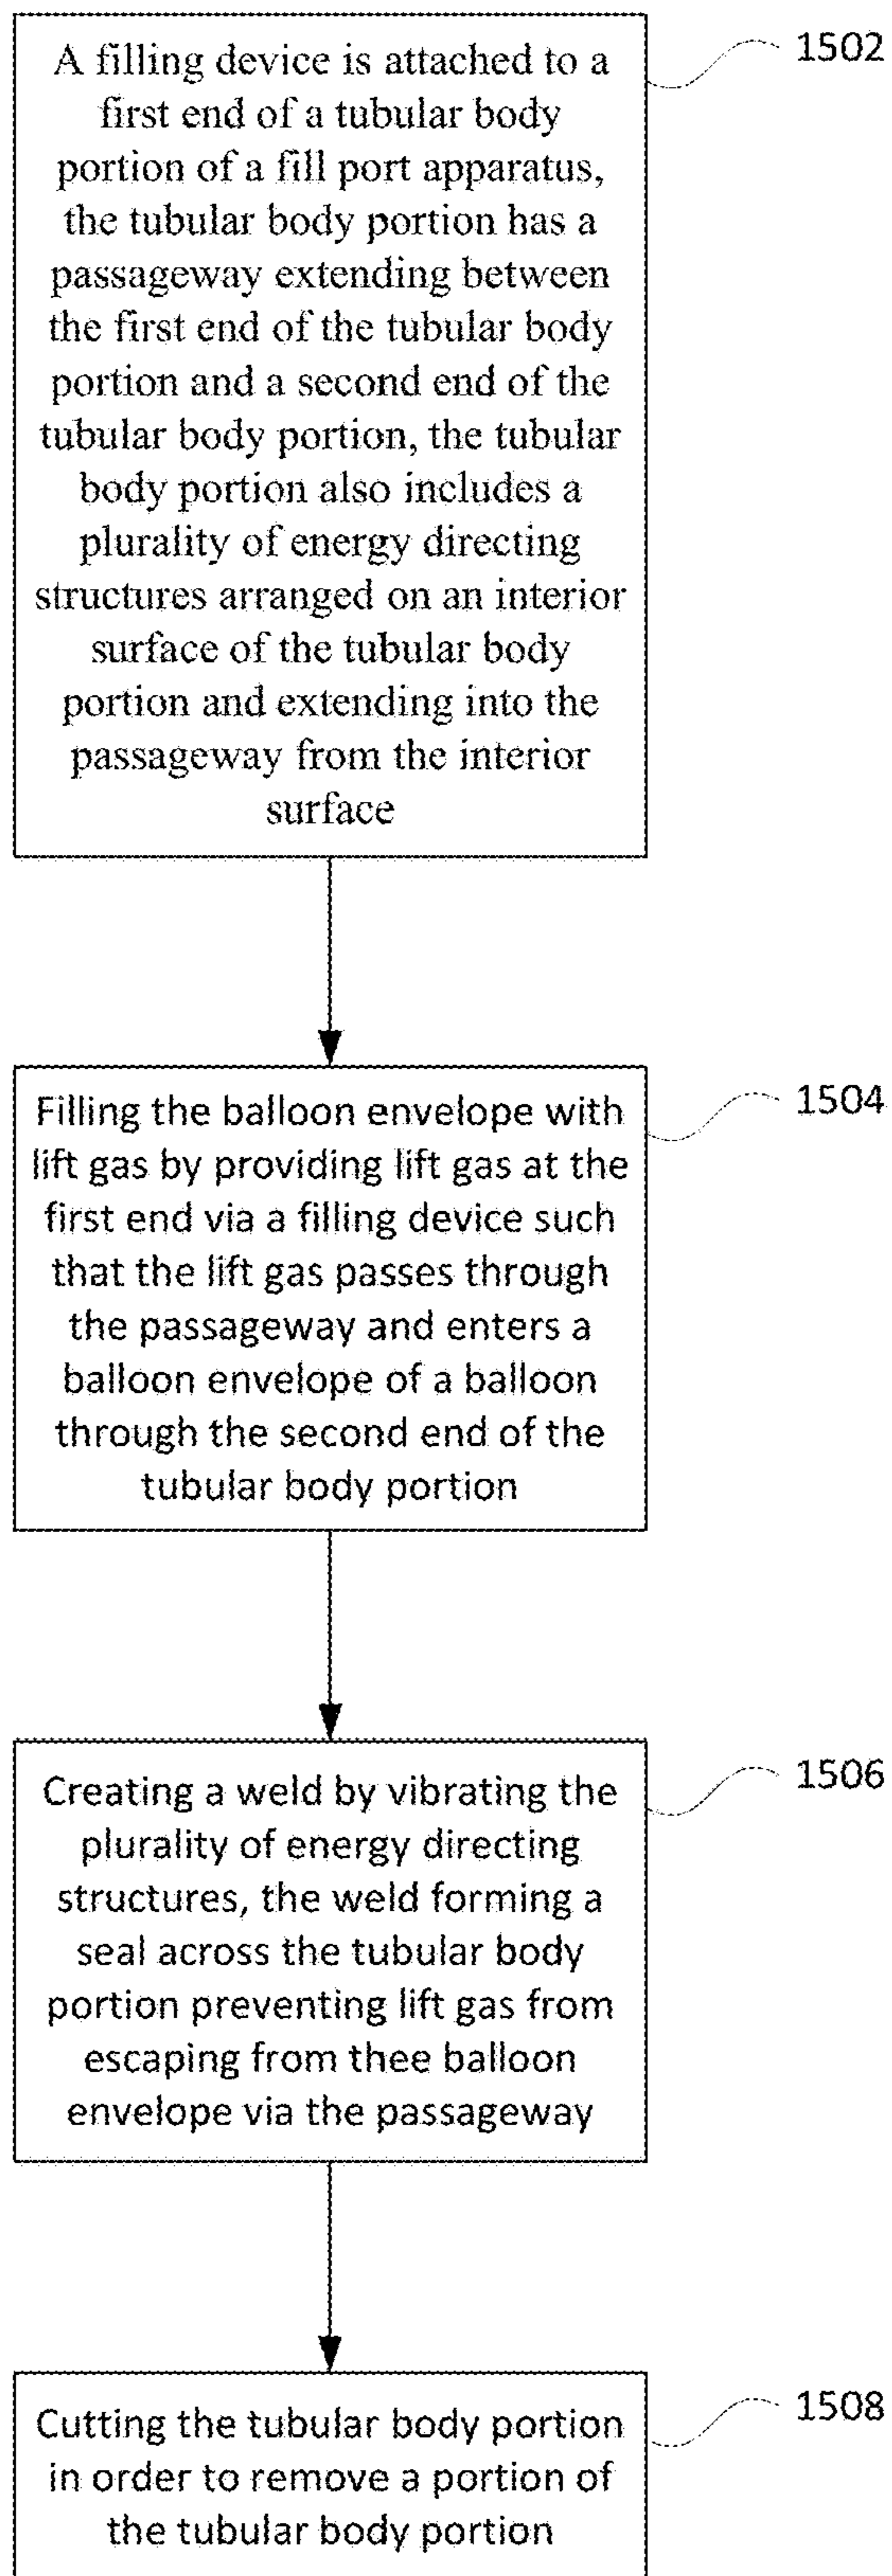 A filling device is attached to a
first end of a tubular body
portion of a fill port apparatus,
the tubular body portion has a
passageway extending between
the first end of the tubular body
portion and a second end of the
tubular body portion, the tubular
body portion also includes a
plurality of energy directing
structures arranged on an interior
surface of the tubular body
portion and extending into the
passageway from the interior
surface
1502
Filling the balloon envelope with
lift gas by providing lift gas at the
first end via a filling device such
that the lift gas passes through
the passageway and enters a
balloon envelope of a balloon
through the second end of the
tubular body portion
1504
Creating a weld by vibrating the
plurality of energy directing
structures, the weld forming a
seal across the tubular body
portion preventing lift gas from
escaping from thee balloon
envelope via the passageway
1506
Cutting the tubular body portion
in order to remove a portion of
the tubular body portion
1508